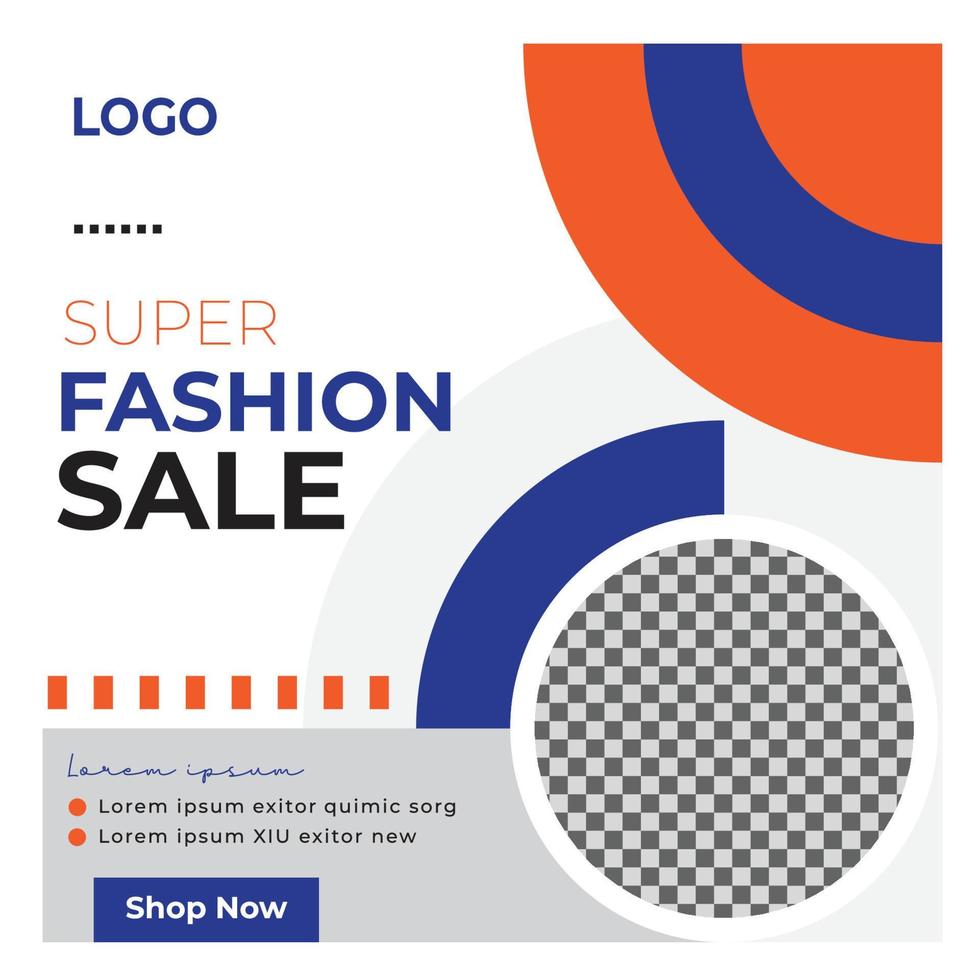 LOGO
SUPER
FASHION
SALE
Lorem ipsum
Lorem ipsum exitor quimic sorg
Lorem ipsum XIU exitor new
Shop Now